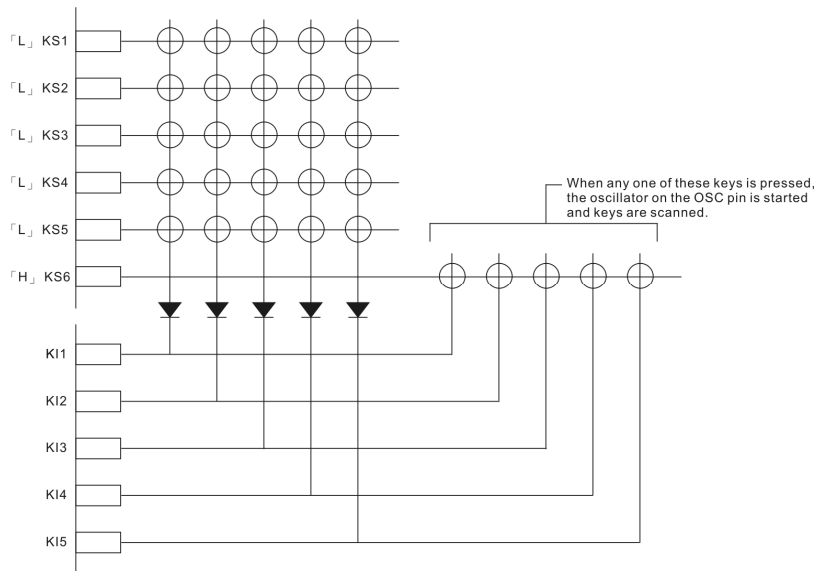 「L」 KS1
「L」 KS2
「L」 KS3
「L」 KS4
「L」 KS5
「H」 KS6
When any one of these keys is pressed,
the oscillator on the OSC pin is started
and keys are scanned.
KI1
KI2
KI3
KI4
KI5